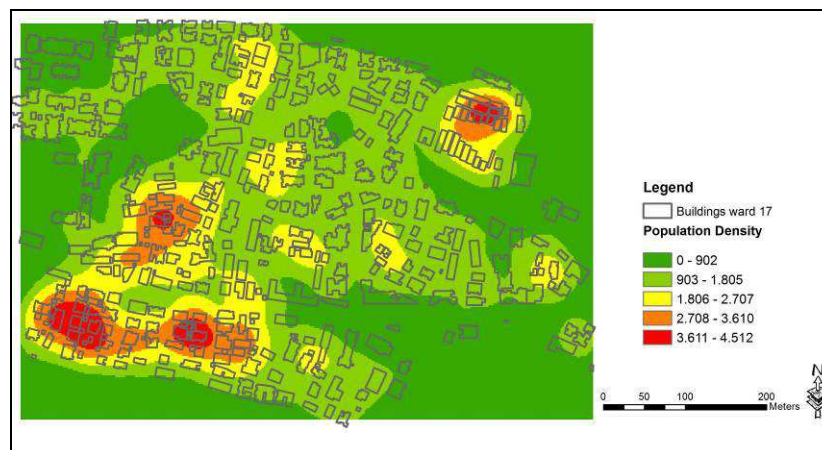 Legend
Buildings ward 17
Population Density
0 - 902
903 - 1.805
1.806 - 2.707
2.708 - 3.610
3.611 - 4.512
N
0 50 100 200
Meters